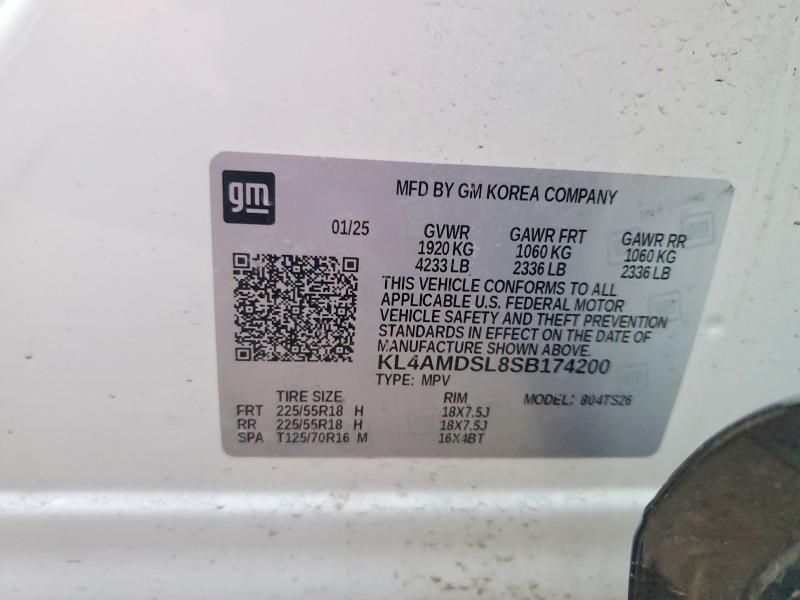 gm
MFD BY GM KOREA COMPANY
01/25 GVWR GAWR FRT GAWR RR
1920 KG 1060 KG 1060 KG
4233 LB 2336 LB 2336 LB
THIS VEHICLE CONFORMS TO ALL
APPLICABLE U.S. FEDERAL MOTOR
VEHICLE SAFETY AND THEFT PREVENTION
STANDARDS IN EFFECT ON THE DATE OF
MANUFACTURE SHOWN ABOVE.
KL4AMDSL8SB174200
TYPE: MPV
TIRE SIZE RIM MODEL: 804TS26
FRT 225/55R18 H 18X7.5J
RR 225/55R18 H 18X7.5J
SPA T125/70R16 M 16X4BT